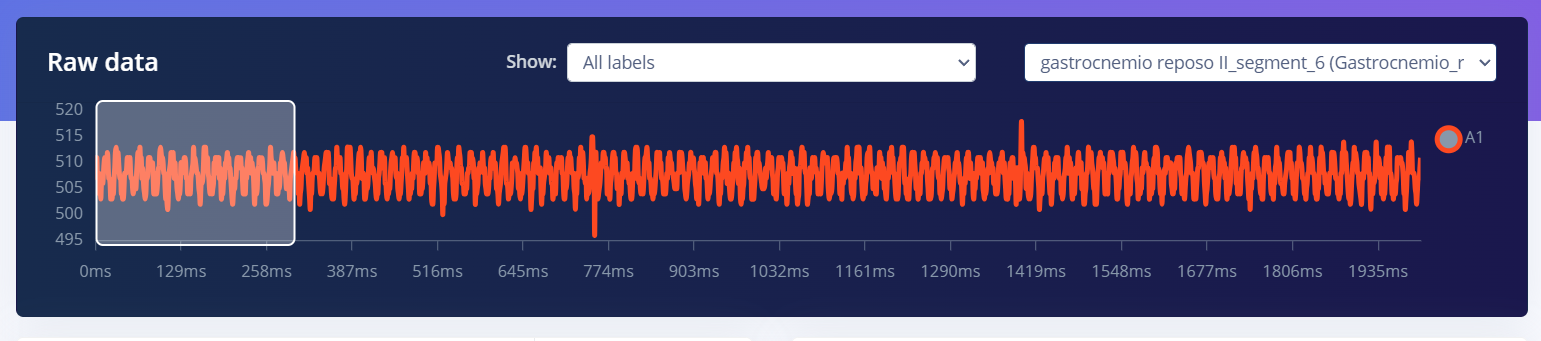 Raw data
Show:
All labels
gastrocnemio reposo II_segment_6 (Gastrocnemio_r
520
515
510
505
500
495
A1
0ms 129ms 258ms 387ms 516ms 645ms 774ms 903ms 1032ms 1161ms 1290ms 1419ms 1548ms 1677ms 1806ms 1935ms